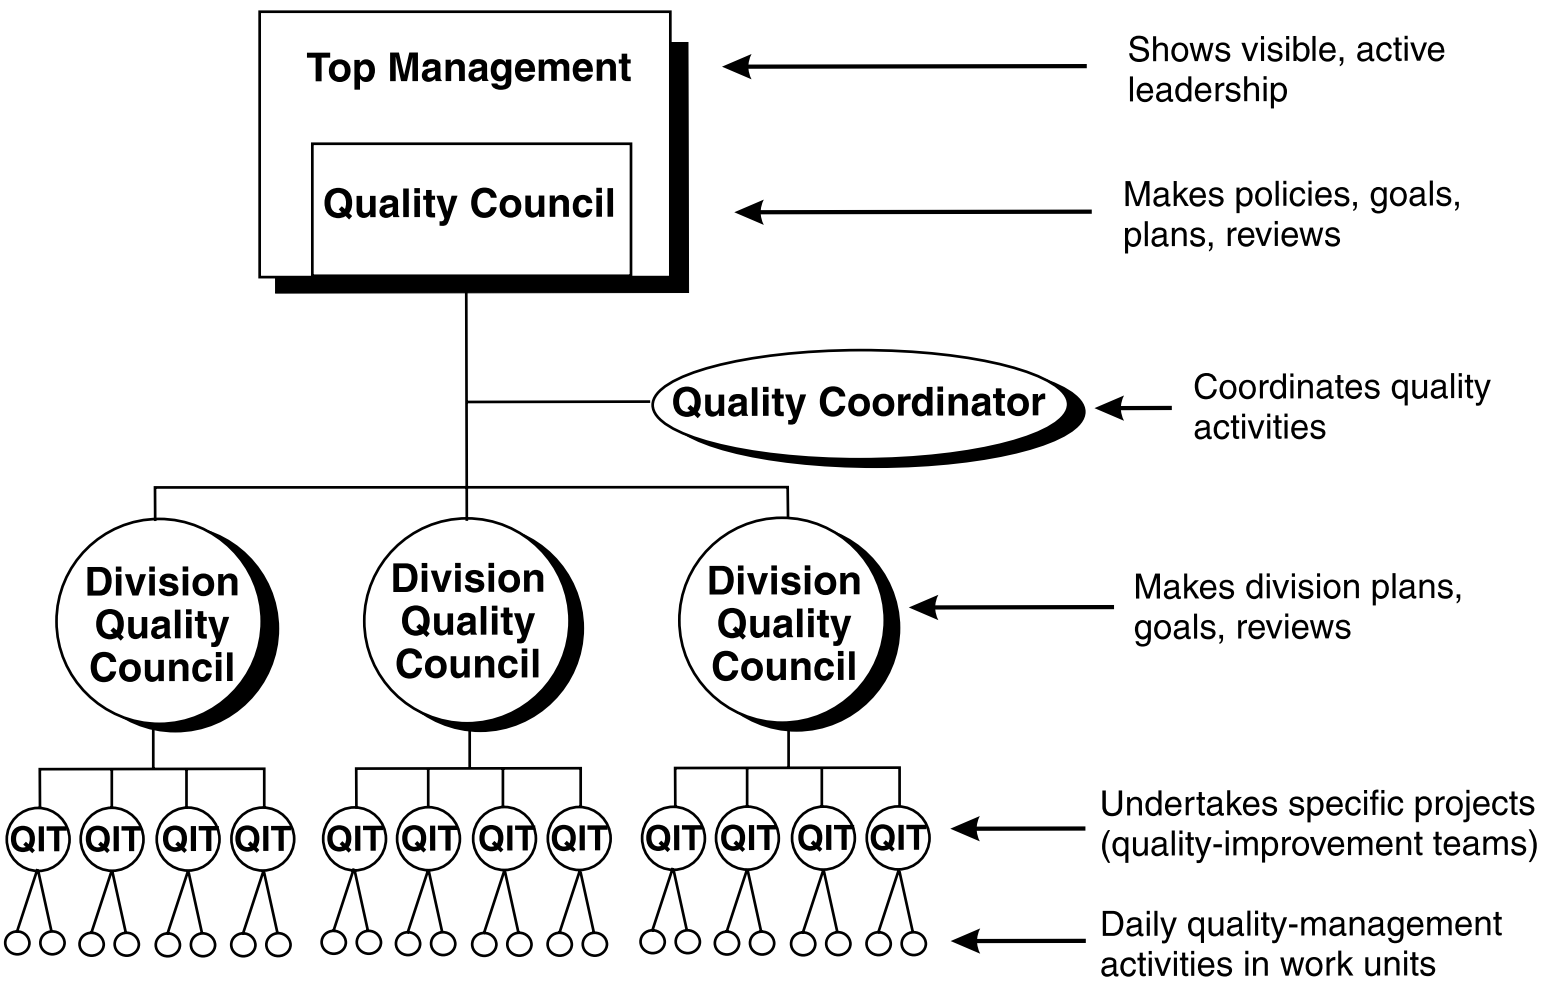 Top Management
Shows visible, active
leadership
Quality Council
Makes policies, goals,
plans, reviews
Quality Coordinator
Coordinates quality
activities
Division
Quality
Council
Division
Quality
Council
Division
Quality
Council
Makes division plans,
goals, reviews
QIT QIT QIT QIT QIT QIT QIT QIT QIT QIT QIT QIT
Undertakes specific projects
(quality-improvement teams)
Daily quality-management
activities in work units